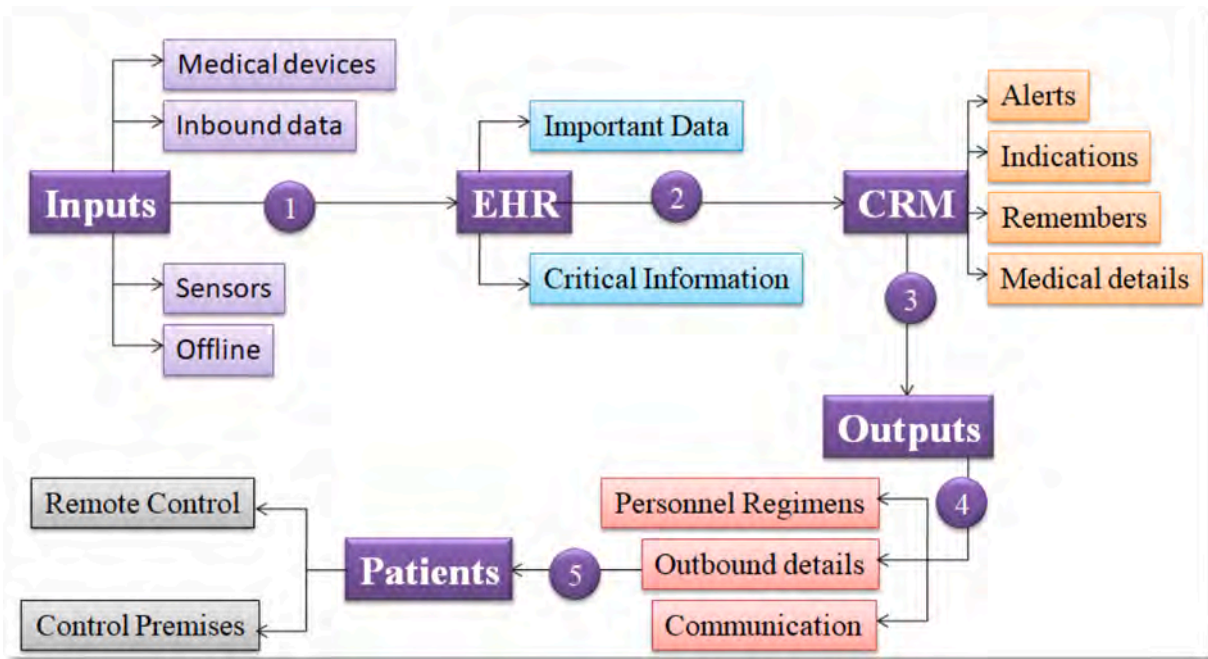 Medical devices
Inbound data
Inputs
1
Sensors
Offline
Important Data
EHR
2
Critical Information
CRM
Alerts
Indications
Remembers
Medical details
3
Outputs
4
Personnel Regimens
Outbound details
Communication
5
Patients
Remote Control
Control Premises